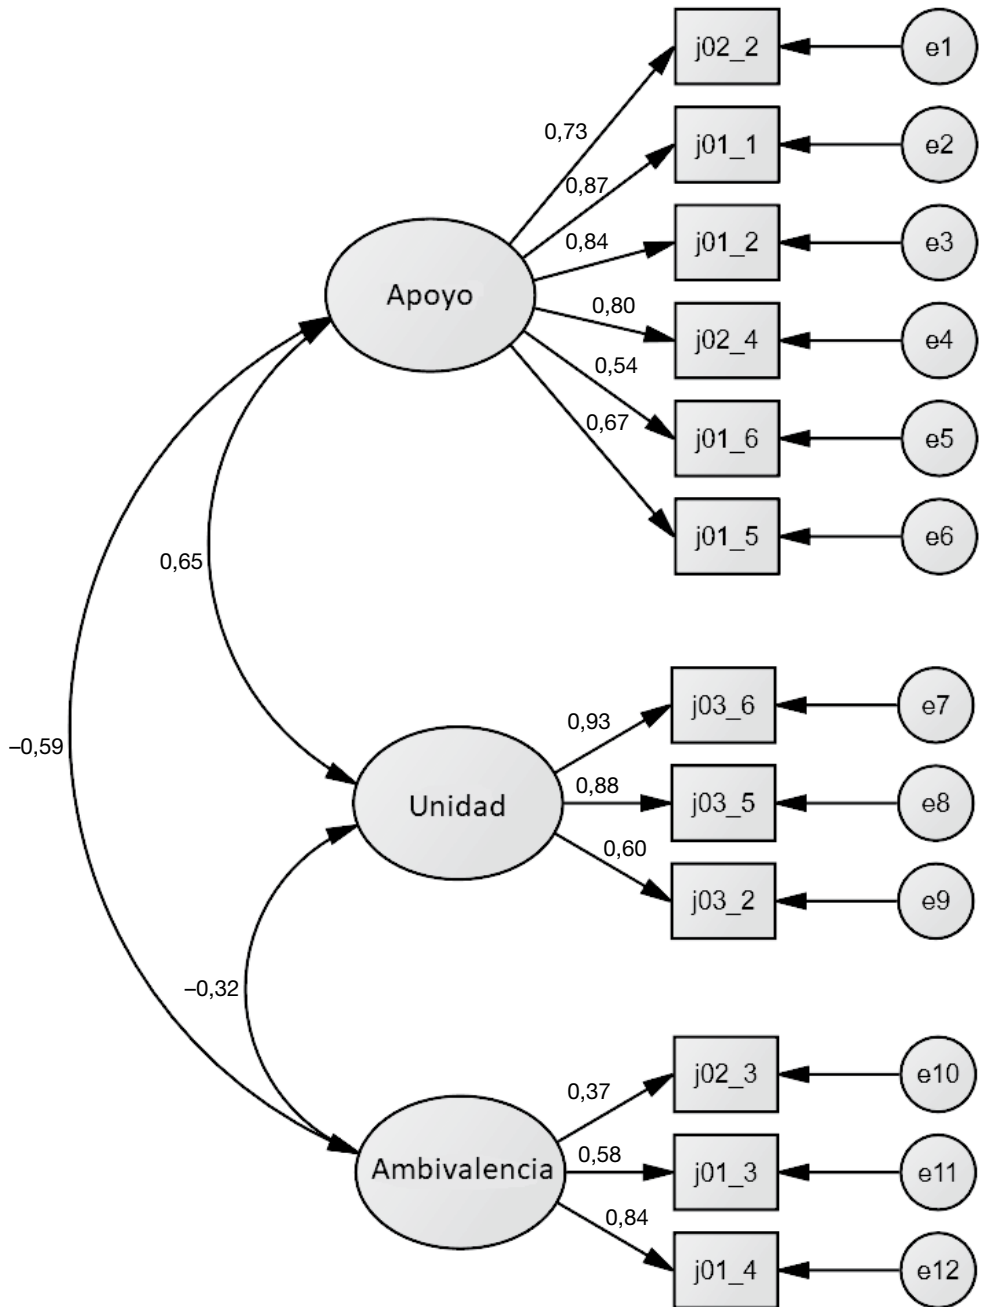 j02_2
e1
0,73
j01_1
e2
0,87
j01_2
e3
0,84
Apoyo
0,80
j02_4
e4
0,54
j01_6
e5
0,67
j01_5
e6
0,65
j03_6
e7
0,93
–0,59
0,88
j03_5
e8
Unidad
0,60
j03_2
e9
–0,32
j02_3
e10
0,37
0,58
j01_3
e11
Ambivalencia
0,84
j01_4
e12